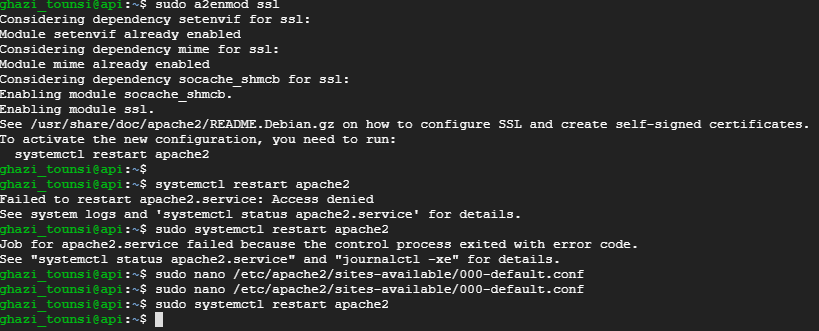 ghazi_tounsi@api:~$ sudo a2enmod ssl
Considering dependency setenvif for ssl:
Module setenvif already enabled
Considering dependency mime for ssl:
Module mime already enabled
Considering dependency socache_shmcb for ssl:
Enabling module socache_shmcb.
Enabling module ssl.
See /usr/share/doc/apache2/README.Debian.gz on how to configure SSL and create self-signed certificates.
To activate the new configuration, you need to run:
  systemctl restart apache2
ghazi_tounsi@api:~$
ghazi_tounsi@api:~$ systemctl restart apache2
Failed to restart apache2.service: Access denied
See system logs and 'systemctl status apache2.service' for details.
ghazi_tounsi@api:~$ sudo systemctl restart apache2
Job for apache2.service failed because the control process exited with error code.
See "systemctl status apache2.service" and "journalctl -xe" for details.
ghazi_tounsi@api:~$ sudo nano /etc/apache2/sites-available/000-default.conf
ghazi_tounsi@api:~$ sudo nano /etc/apache2/sites-available/000-default.conf
ghazi_tounsi@api:~$ sudo systemctl restart apache2
ghazi_tounsi@api:~$